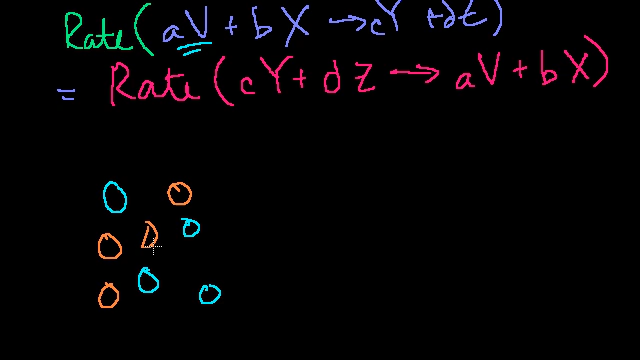 Rate(aV + bX → cY + dZ)
= Rate(cY + dZ → aV + bX)